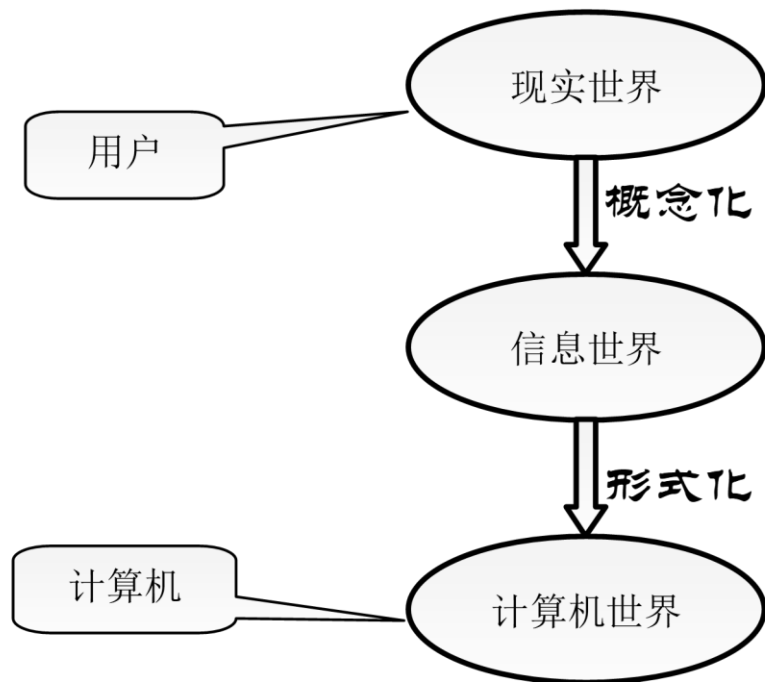 现实世界
用户
概念化
信息世界
形式化
计算机
计算机世界